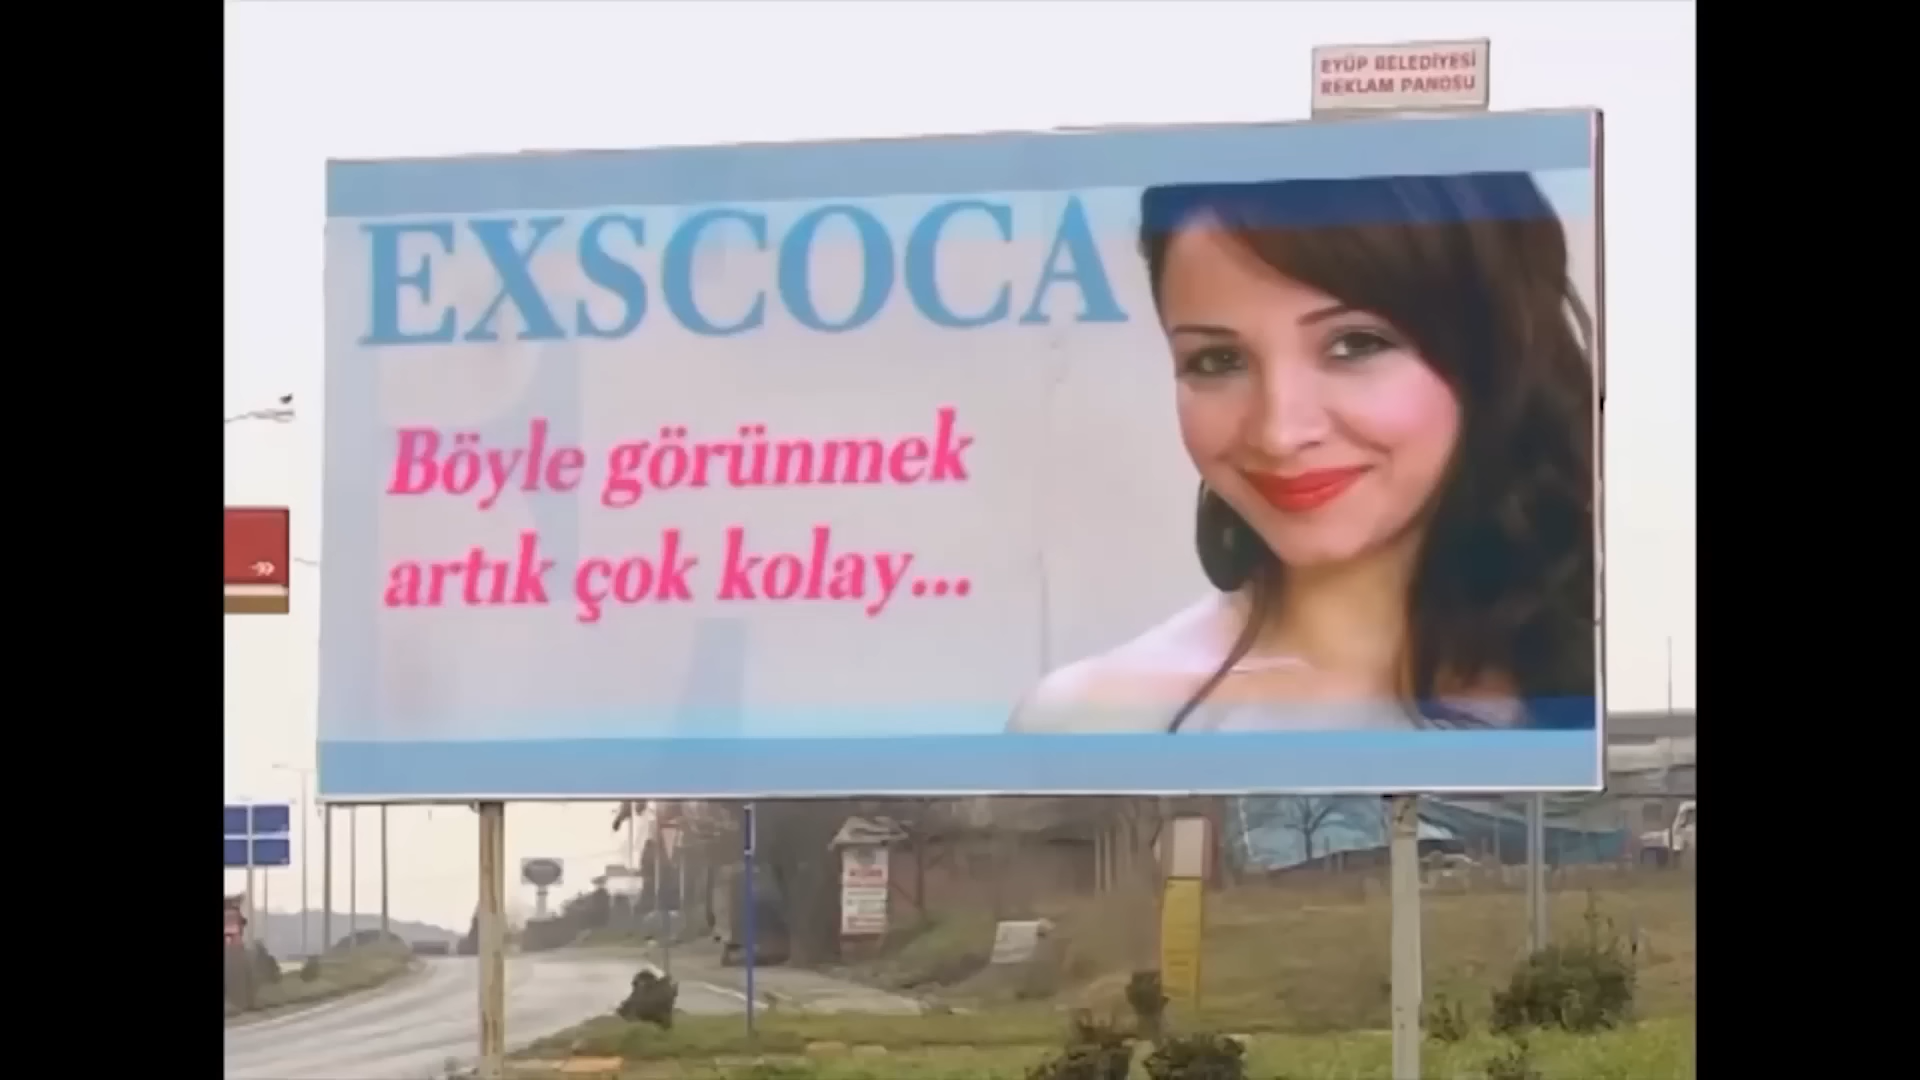 EYÜP BELEDİYESİ
REKLAM PANOSU
EXSCOCA
Böyle görünmek
artık çok kolay...